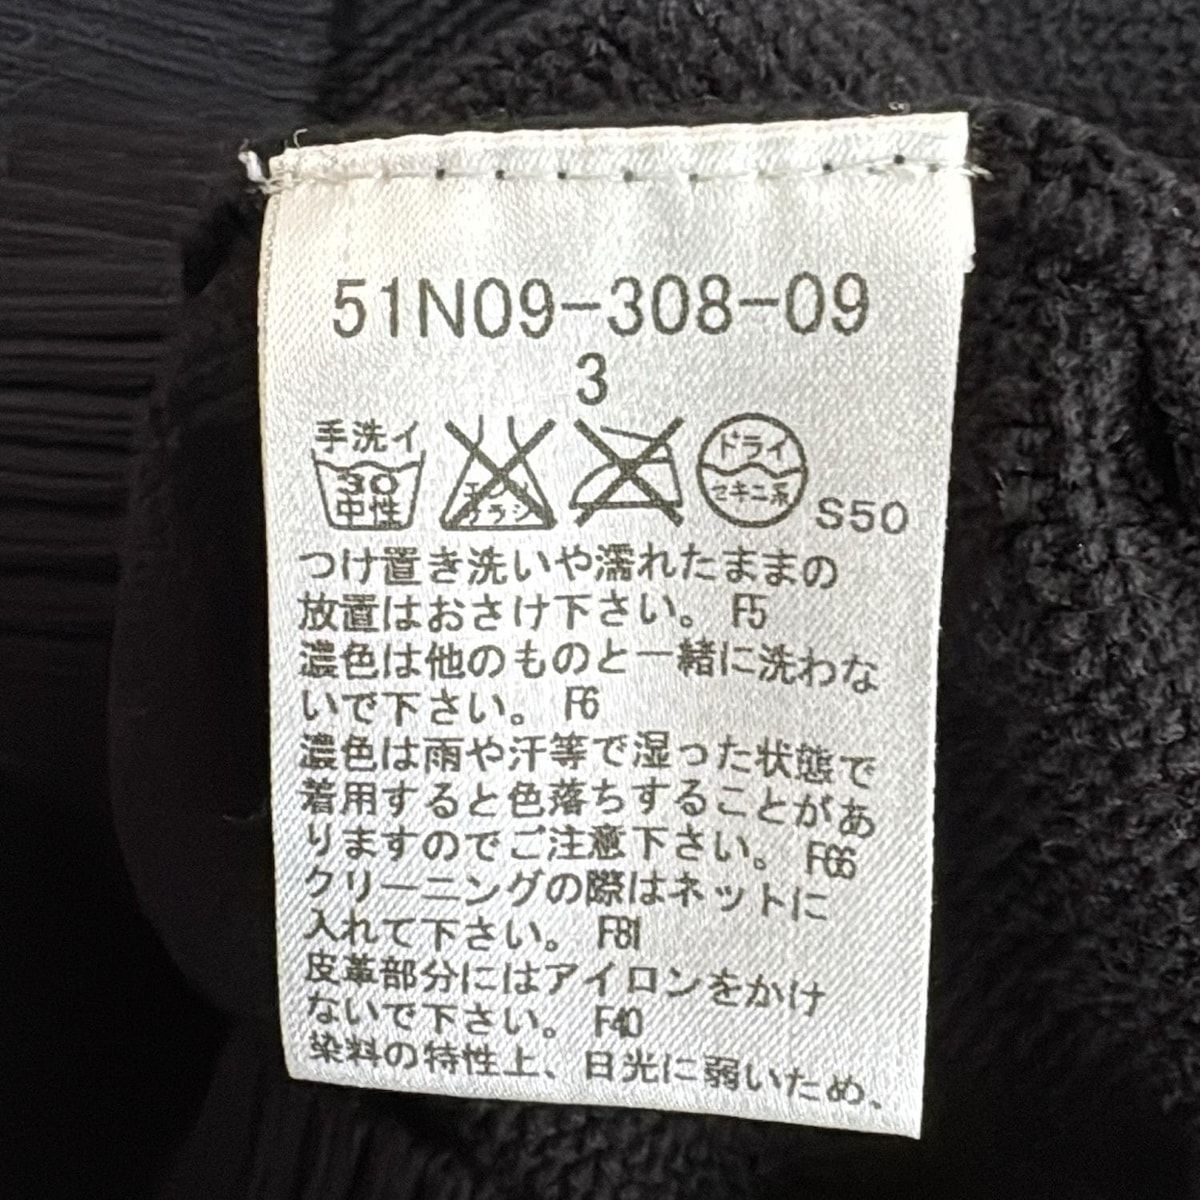 51N09-308-09
3
手洗イ
30
中性
エンソ
サラシ
ドライ
セキユ系
S50
つけ置き洗いや濡れたままの
放置はおさけ下さい。 F5
濃色は他のものと一緒に洗わな
いで下さい。 F6
濃色は雨や汗等で湿った状態で
着用すると色落ちすることがあ
りますのでご注意下さい。 F66
クリーニングの際はネットに
入れて下さい。 F81
皮革部分にはアイロンをかけ
ないで下さい。 F40
染料の特性上、日光に弱いため、